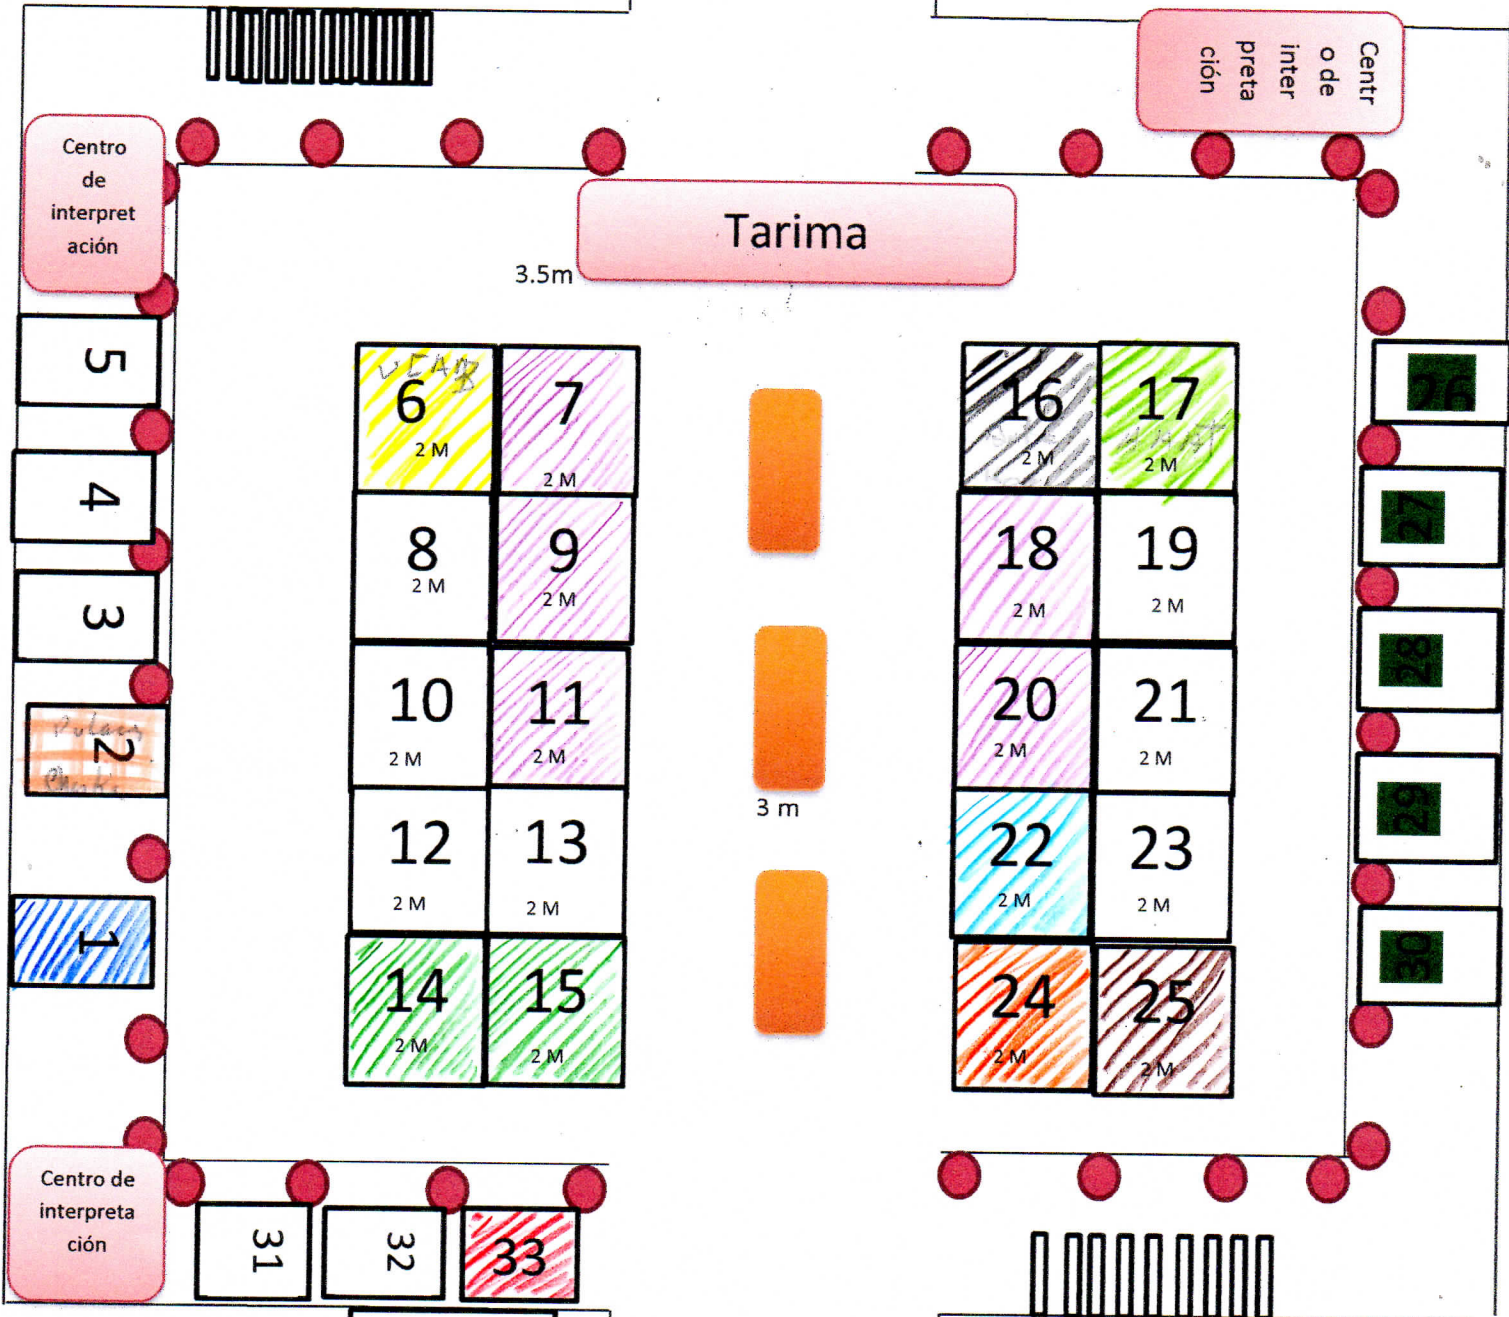 Centr
o de
inter
preta
ción
Centro
de
interpret
ación
Tarima
3.5m
5
4
3
2
1
6
2 M
7
2 M
8
2 M
9
2 M
10
2 M
11
2 M
12
2 M
13
2 M
14
2 M
15
2 M
3 m
16
2 M
17
2 M
18
2 M
19
2 M
20
2 M
21
2 M
22
2 M
23
2 M
24
2 M
25
2 M
26
27
28
29
30
Centro de
interpreta
ción
31
32
33